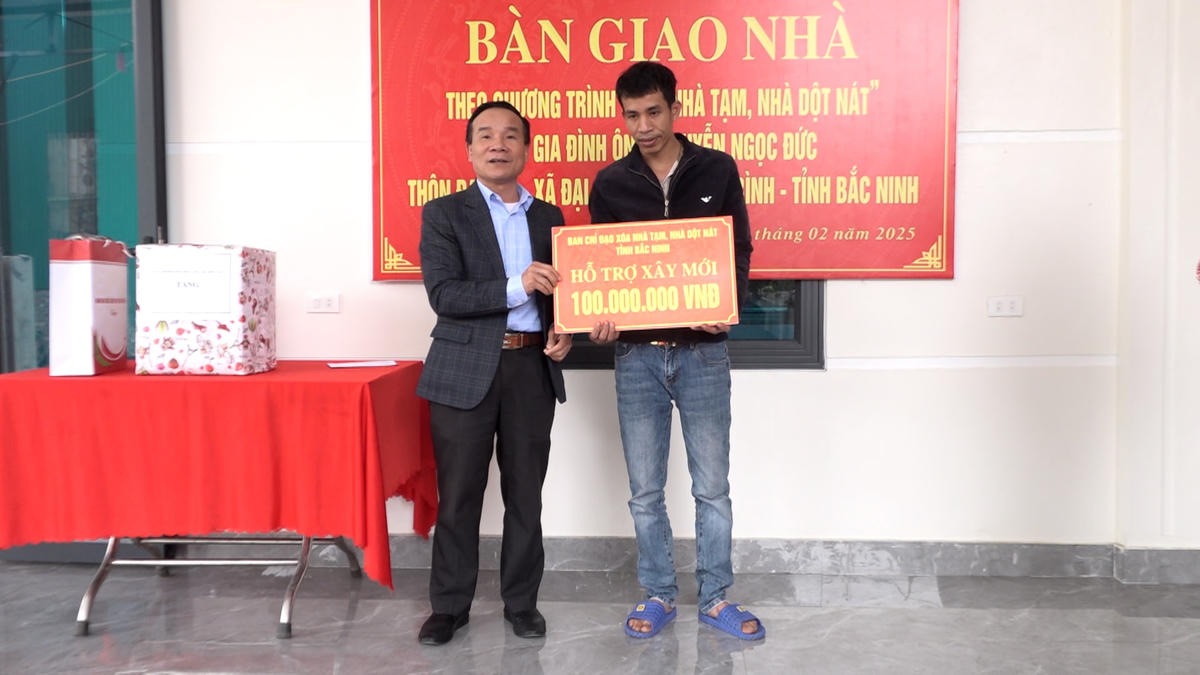 BÀN GIAO NHÀ
THEO CHƯƠNG TRÌNH NHÀ TẠM, NHÀ DỘT NÁT”
GIA ĐÌNH NGỌC ĐỨC
THÔN XÃ ĐẠI BÌNH - TỈNH BẮC NINH
tháng 02 năm 2025
BAN CHỈ ĐẠO XÓA NHÀ TẠM, NHÀ DỘT NÁT
TỈNH BẮC NINH
HỖ TRỢ XÂY MỚI
100.000.000 VNĐ
TẶNG